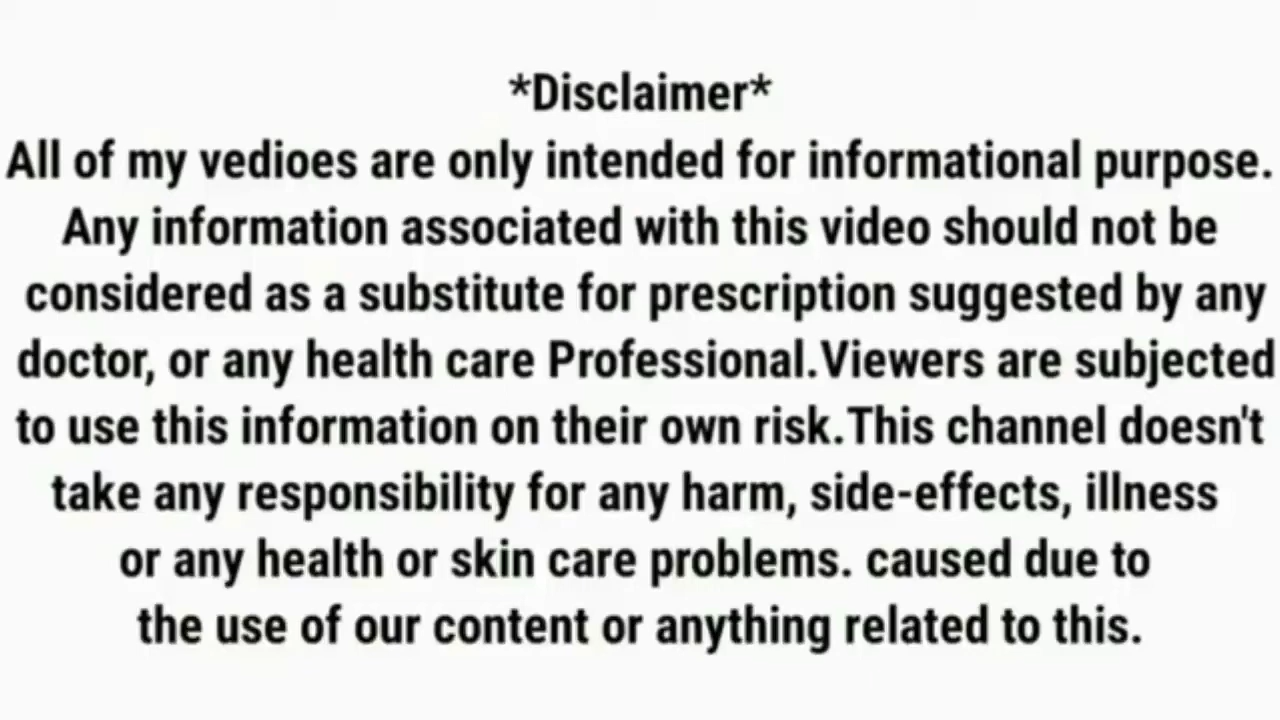 *Disclaimer*
All of my vedioes are only intended for informational purpose.
Any information associated with this video should not be
considered as a substitute for prescription suggested by any
doctor, or any health care Professional.Viewers are subjected
to use this information on their own risk.This channel doesn't
take any responsibility for any harm, side-effects, illness
or any health or skin care problems. caused due to
the use of our content or anything related to this.